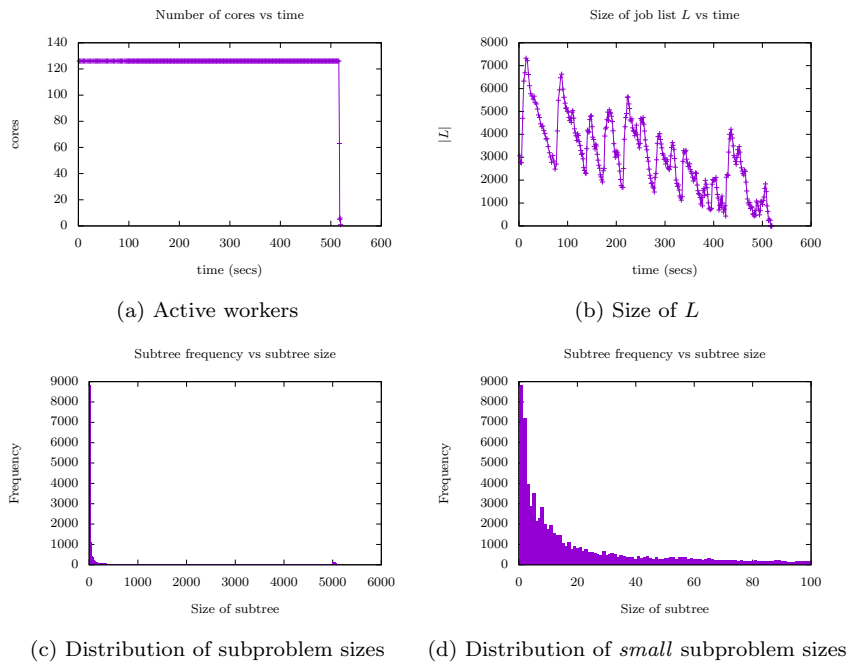 Number of cores vs time
140
120
100
80
60
40
20
0
cores
0 100 200 300 400 500 600
time (secs)
(a) Active workers
Size of job list L vs time
8000
7000
6000
5000
4000
3000
2000
1000
0
|L|
0 100 200 300 400 500 600
time (secs)
(b) Size of L
Subtree frequency vs subtree size
9000
8000
7000
6000
5000
4000
3000
2000
1000
0
Frequency
0 1000 2000 3000 4000 5000 6000
Size of subtree
(c) Distribution of subproblem sizes
Subtree frequency vs subtree size
9000
8000
7000
6000
5000
4000
3000
2000
1000
0
Frequency
0 20 40 60 80 100
Size of subtree
(d) Distribution of small subproblem sizes